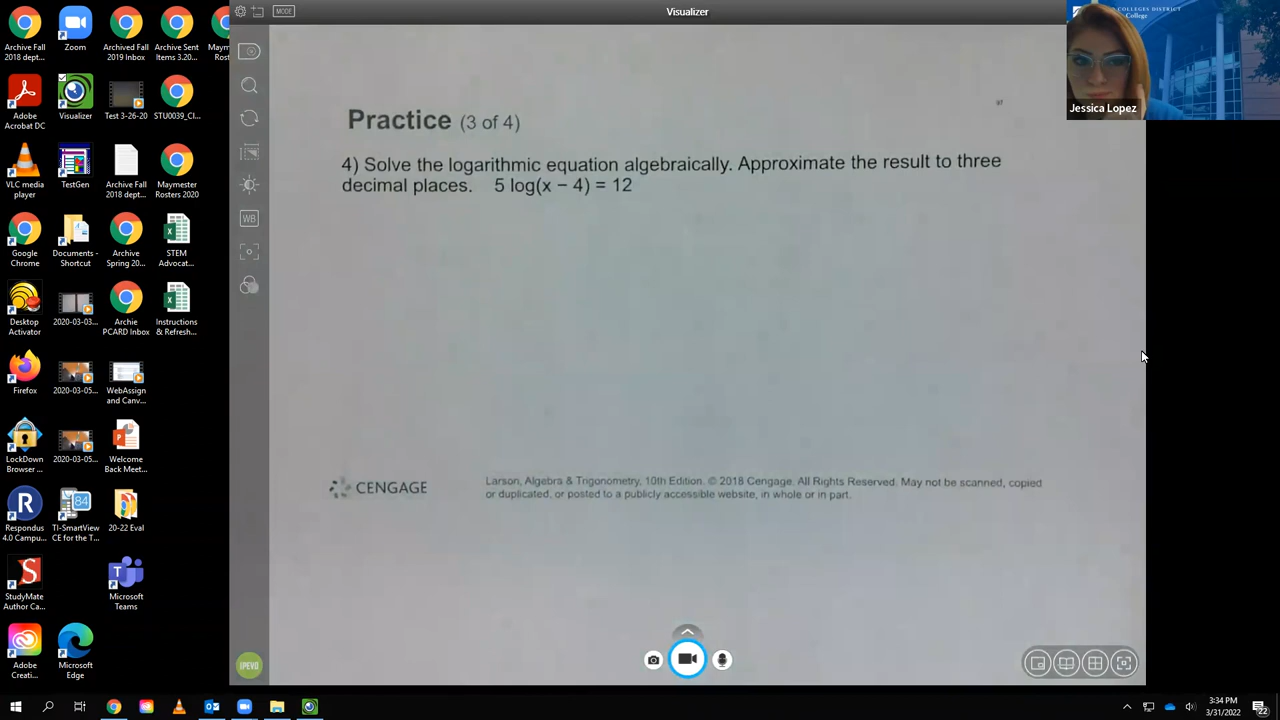 MODE
Visualizer
COLLEGES DISTRICT
College
Jessica Lopez
Archive Fall
2018 dept...
Zoom
Archived Fall
2019 Inbox
Archive Sent
Items 3.20...
Adobe
Acrobat DC
Visualizer
Test 3-26-20
STU0039_Cl...
VLC media
player
TestGen
Archive Fall
2018 dept...
Maymester
Rosters 2020
Google
Chrome
Documents -
Shortcut
Archive
Spring 20...
STEM
Advocat...
Desktop
Activator
2020-03-03...
Archie
PCARD Inbox
Instructions
& Refresh...
Firefox
2020-03-05...
WebAssign
and Canv...
LockDown
Browser ...
2020-03-05...
Welcome
Back Meet...
Respondus
4.0 Campu...
TI-SmartView
CE for the T...
20-22 Eval
StudyMate
Author Ca...
Microsoft
Teams
Adobe
Creati...
Microsoft
Edge
WB
Practice (3 of 4)
4) Solve the logarithmic equation algebraically. Approximate the result to three
decimal places. 5 log(x − 4) = 12
CENGAGE
Larson, Algebra & Trigonometry, 10th Edition. © 2018 Cengage. All Rights Reserved. May not be scanned, copied
or duplicated, or posted to a publicly accessible website, in whole or in part.
IPEVO
3:34 PM
3/31/2022
22